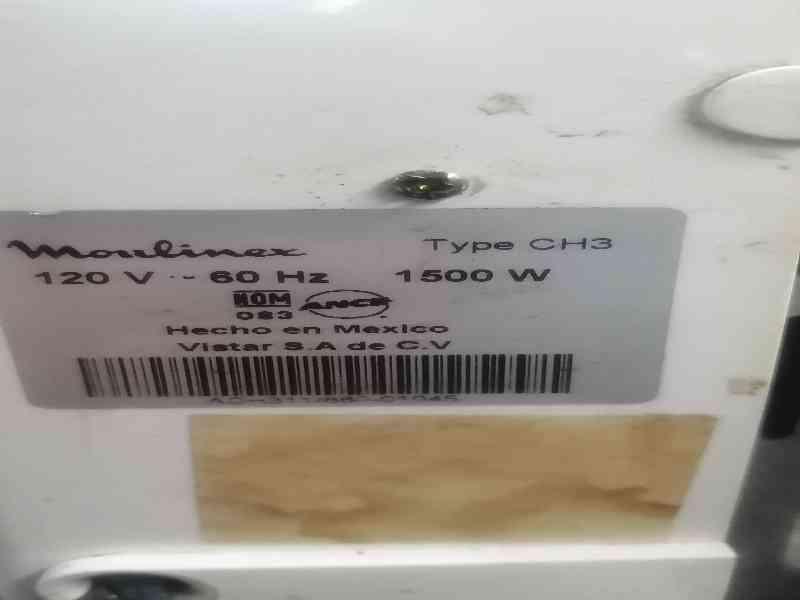 Moulinex
Type CH3
120 V ~ 60 Hz 1500 W
NOM ANCE
083
Hecho en Mexico
Vistar S.A de C.V